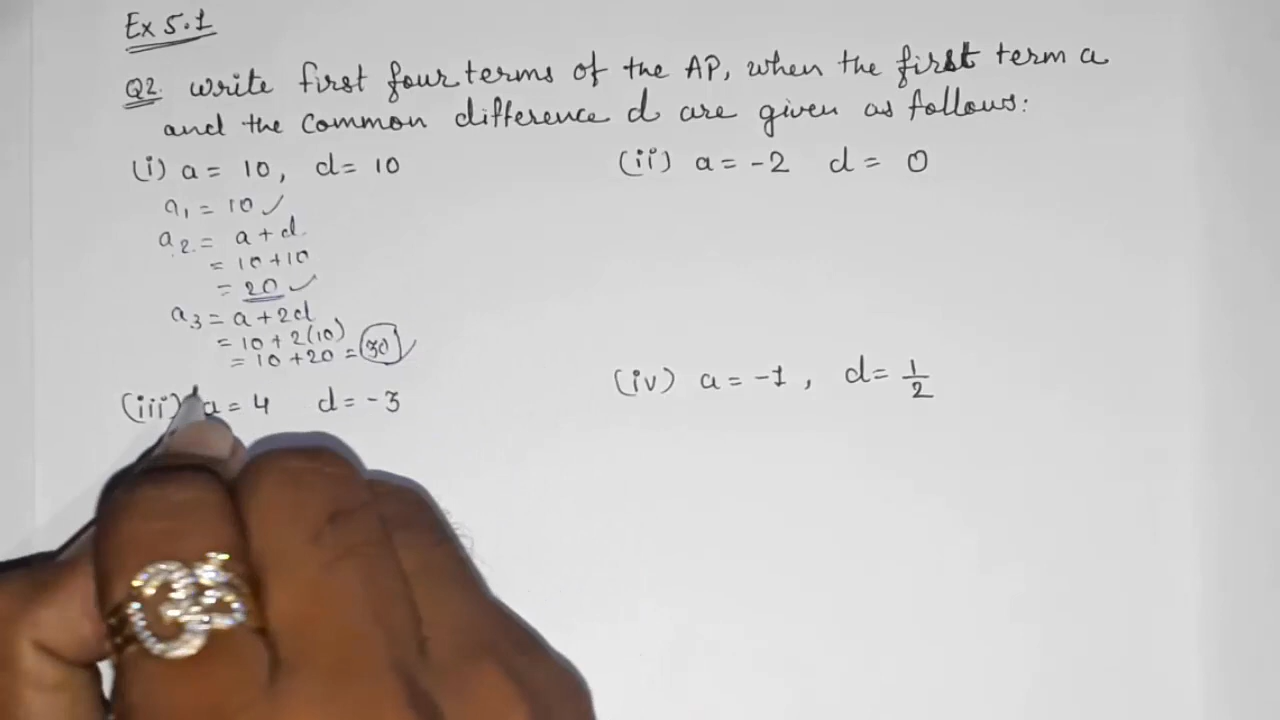 Ex 5.1
Q2. Write first four terms of the AP, when the first term a
and the common difference d are given as follows:
(i) a = 10, d = 10
a₁ = 10 ✓
a₂ = a + d
= 10 + 10
= 20 ✓
a₃ = a + 2d
= 10 + 2(10)
= 10 + 20 = 30 ✓
(ii) a = -2 d = 0
(iii) a = 4 d = -3
(iv) a = -1, d = 1/2